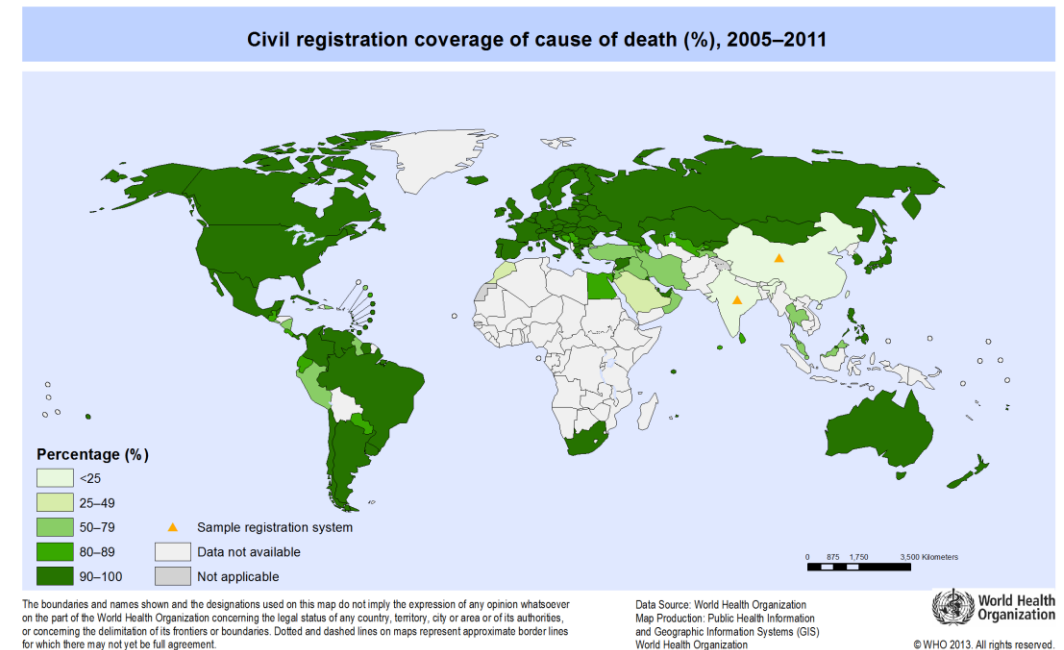 Civil registration coverage of cause of death (%), 2005–2011
Percentage (%)
<25
25–49
50–79
80–89
90–100
Sample registration system
Data not available
Not applicable
0 875 1,750 3,500 Kilometers
The boundaries and names shown and the designations used on this map do not imply the expression of any opinion whatsoever
on the part of the World Health Organization concerning the legal status of any country, territory, city or area or of its authorities,
or concerning the delimitation of its frontiers or boundaries. Dotted and dashed lines on maps represent approximate border lines
for which there may not yet be full agreement.
Data Source: World Health Organization
Map Production: Public Health Information
and Geographic Information Systems (GIS)
World Health Organization
World Health
Organization
© WHO 2013. All rights reserved.